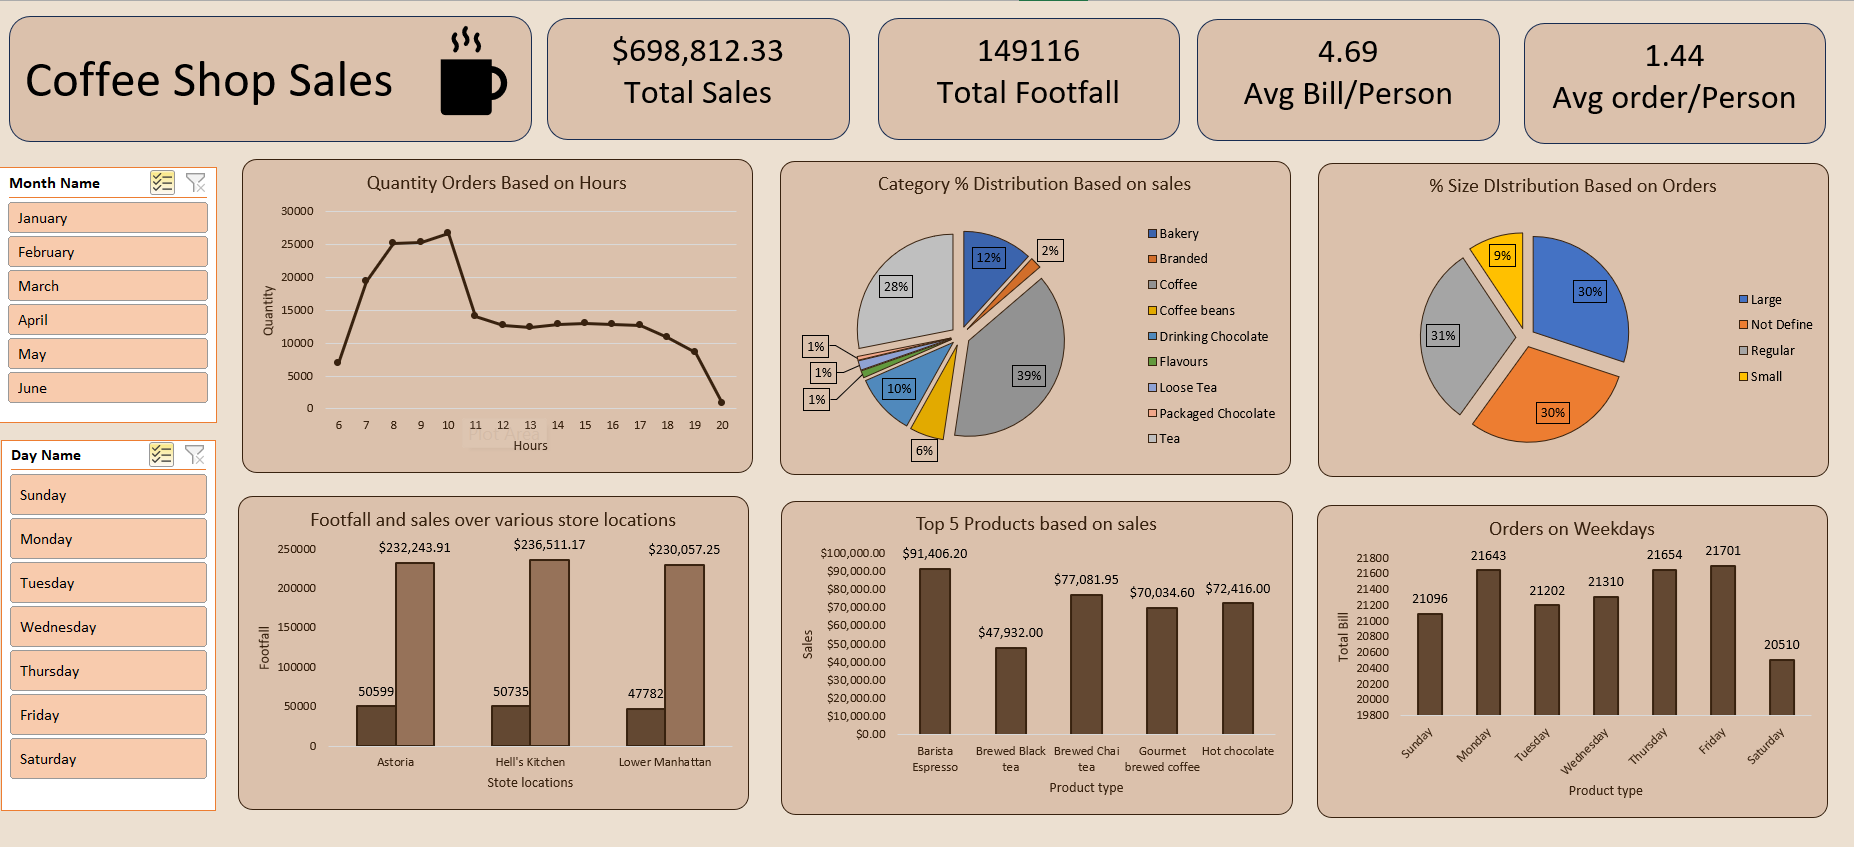 Coffee Shop Sales
$698,812.33
Total Sales
149116
Total Footfall
4.69
Avg Bill/Person
1.44
Avg order/Person
Month Name
January
February
March
April
May
June
Day Name
Sunday
Monday
Tuesday
Wednesday
Thursday
Friday
Saturday
Quantity Orders Based on Hours
Quantity
30000
25000
20000
15000
10000
5000
0
6 7 8 9 10 11 12 13 14 15 16 17 18 19 20
Plot Area
Hours
Category % Distribution Based on sales
12%
2%
39%
6%
10%
1%
1%
1%
28%
Bakery
Branded
Coffee
Coffee beans
Drinking Chocolate
Flavours
Loose Tea
Packaged Chocolate
Tea
% Size DIstribution Based on Orders
30%
30%
31%
9%
Large
Not Define
Regular
Small
Footfall and sales over various store locations
Footfall
250000
200000
150000
100000
50000
0
$232,243.91
$236,511.17
$230,057.25
50599
50735
47782
Astoria
Hell's Kitchen
Lower Manhattan
Stote locations
Top 5 Products based on sales
Sales
$100,000.00
$90,000.00
$80,000.00
$70,000.00
$60,000.00
$50,000.00
$40,000.00
$30,000.00
$20,000.00
$10,000.00
$0.00
$91,406.20
$47,932.00
$77,081.95
$70,034.60
$72,416.00
Barista
Espresso
Brewed Black
tea
Brewed Chai
tea
Gourmet
brewed coffee
Hot chocolate
Product type
Orders on Weekdays
Total Bill
21800
21600
21400
21200
21000
20800
20600
20400
20200
20000
19800
21096
21643
21202
21310
21654
21701
20510
Sunday
Monday
Tuesday
Wednesday
Thursday
Friday
Saturday
Product type